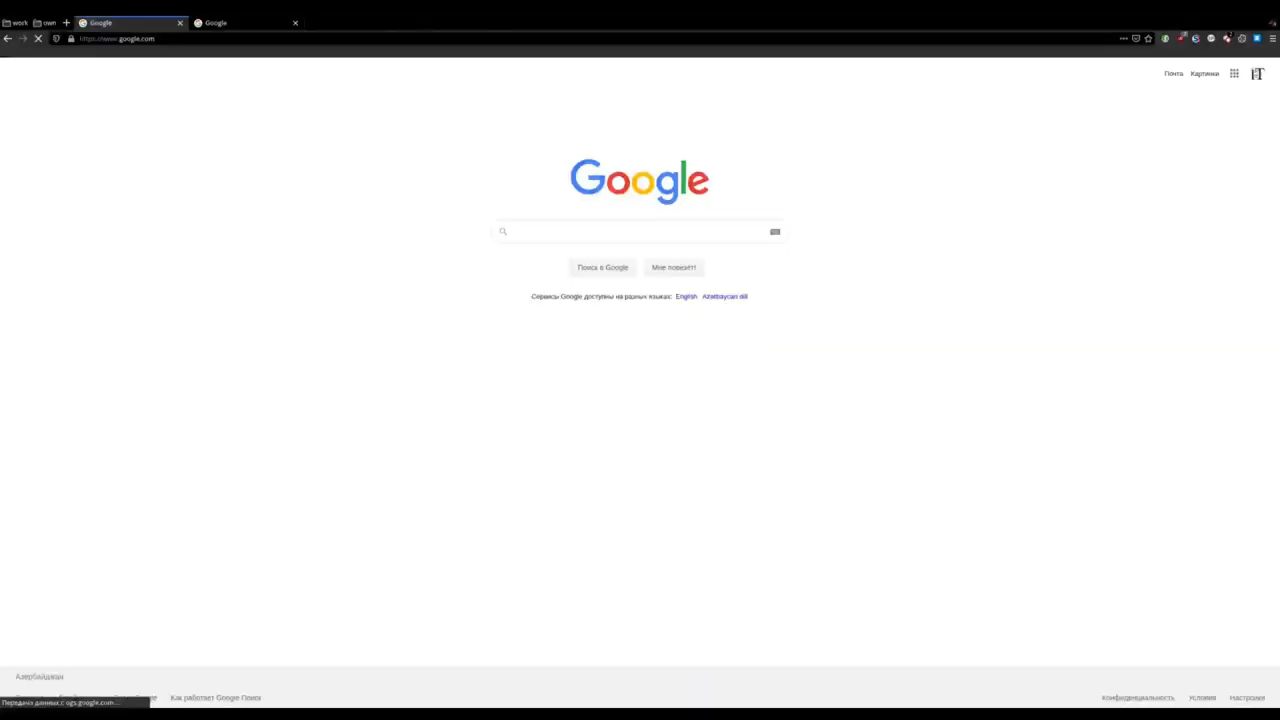 work own Google Google
https://www.google.com
Почта Картинки
Google
Поиск в Google Мне повезёт!
Сервисы Google доступны на разных языках: English Azərbaycan dili
Азербайджан
Как работает Google Поиск Конфиденциальность Условия Настройки
Передача данных с ogs.google.com…